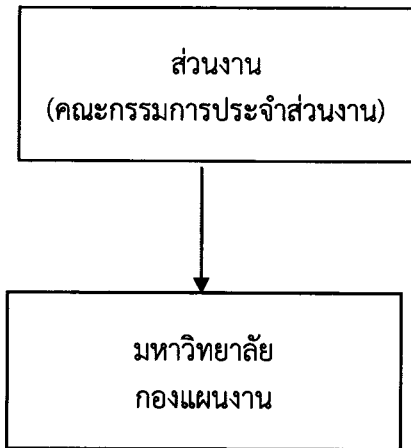 ส่วนงาน
(คณะกรรมการประจำส่วนงาน)
มหาวิทยาลัย
กองแผนงาน